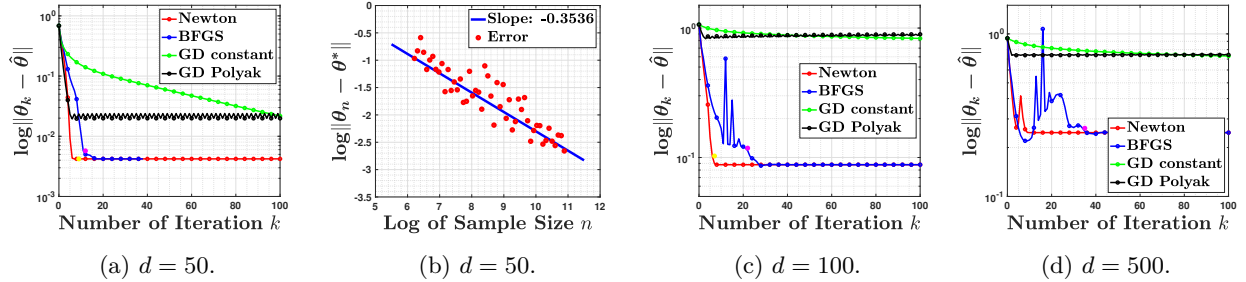 10^0
10^{-1}
10^{-2}
10^{-3}
log||θ_k − θ̂||
Newton
BFGS
GD constant
GD Polyak
0 20 40 60 80 100
Number of Iteration k
(a) d = 50.
0
-0.5
-1
-1.5
-2
-2.5
-3
-3.5
log||θ_n − θ*||
Slope: -0.3536
Error
5 6 7 8 9 10 11 12
Log of Sample Size n
(b) d = 50.
10^0
10^{-1}
log||θ_k − θ̂||
Newton
BFGS
GD constant
GD Polyak
0 20 40 60 80 100
Number of Iteration k
(c) d = 100.
10^0
10^{-1}
log||θ_k − θ̂||
Newton
BFGS
GD constant
GD Polyak
0 20 40 60 80 100
Number of Iteration k
(d) d = 500.